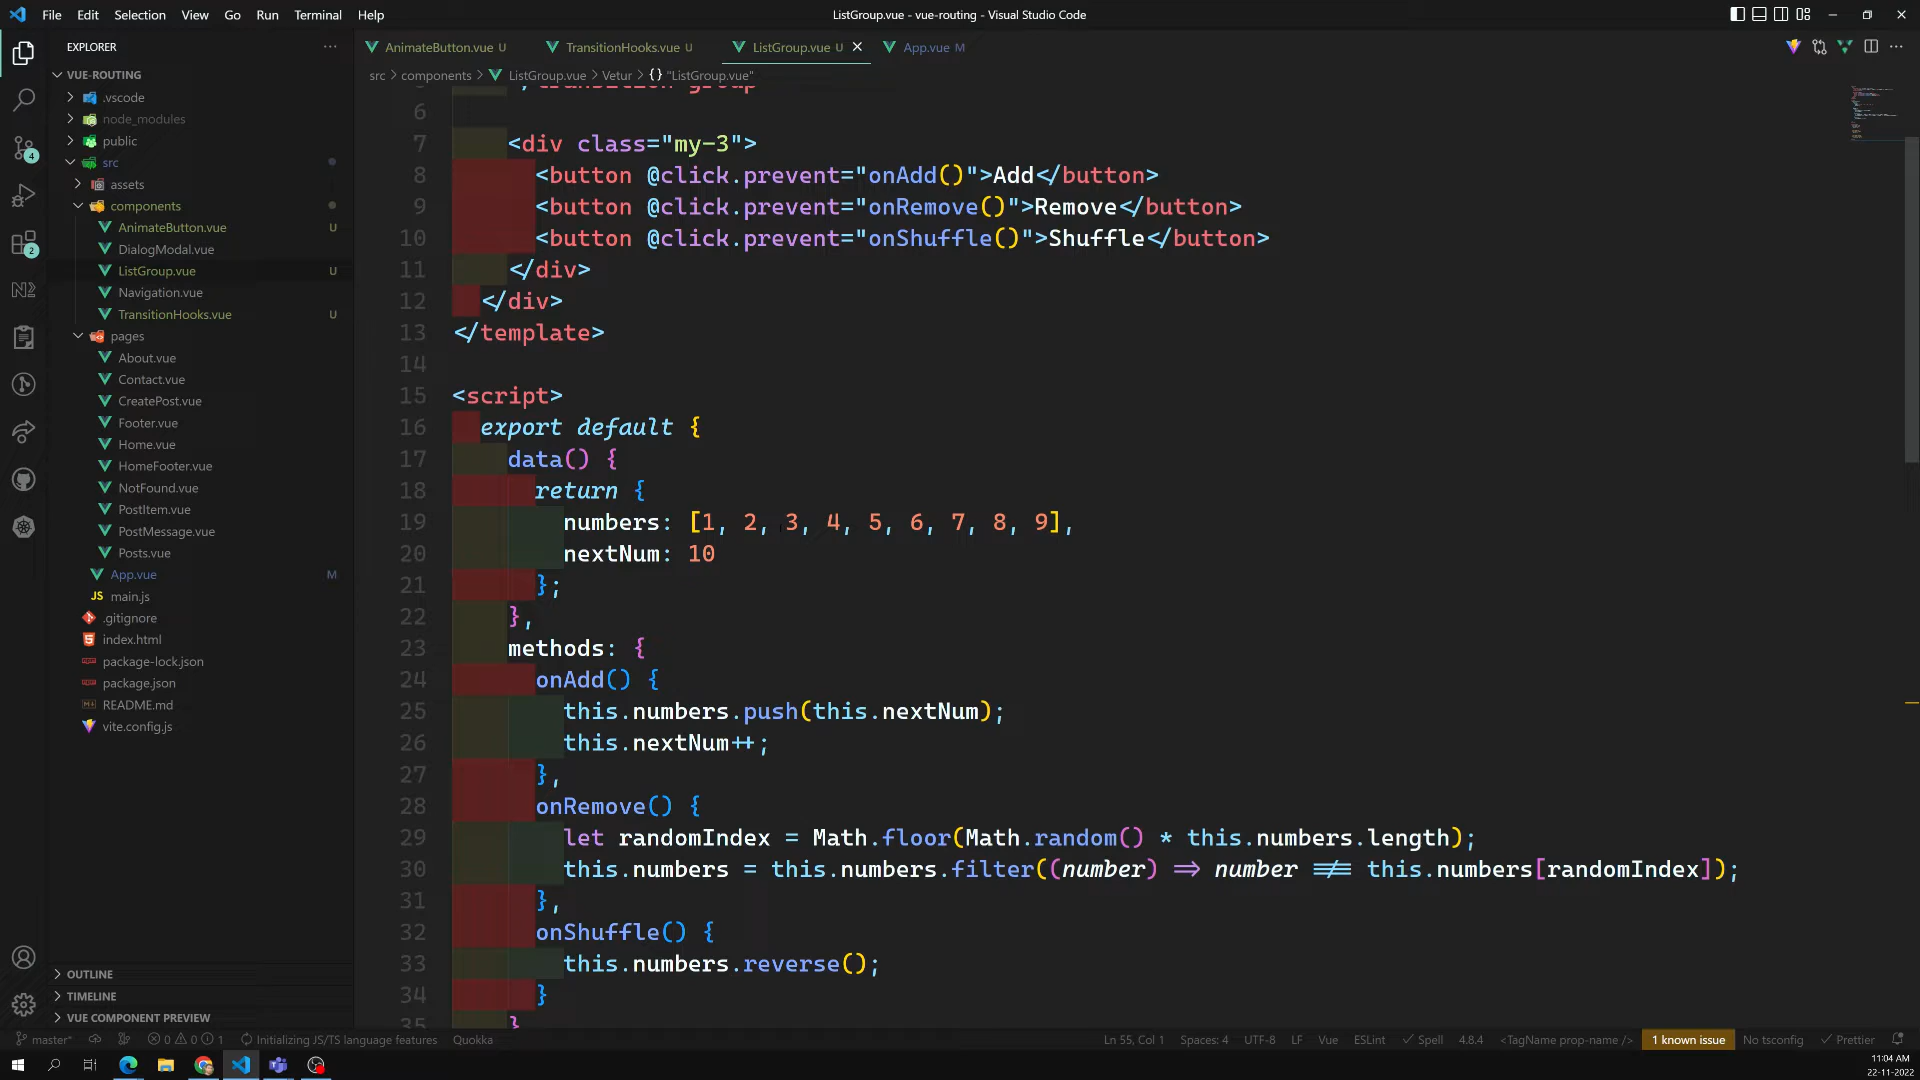 File Edit Selection View Go Run Terminal Help
ListGroup.vue - vue-routing - Visual Studio Code
EXPLORER
VUE-ROUTING
.vscode
node_modules
public
src
assets
components
AnimateButton.vue U
DialogModal.vue
ListGroup.vue U
Navigation.vue
TransitionHooks.vue U
pages
About.vue
Contact.vue
CreatePost.vue
Footer.vue
Home.vue
HomeFooter.vue
NotFound.vue
PostItem.vue
PostMessage.vue
Posts.vue
App.vue M
JS main.js
.gitignore
index.html
package-lock.json
package.json
README.md
vite.config.js
OUTLINE
TIMELINE
VUE COMPONENT PREVIEW
4
2
AnimateButton.vue U TransitionHooks.vue U ListGroup.vue U App.vue M
src > components > ListGroup.vue > Vetur > {} "ListGroup.vue"
6
7 <div class="my-3">
8 <button @click.prevent="onAdd()">Add</button>
9 <button @click.prevent="onRemove()">Remove</button>
10 <button @click.prevent="onShuffle()">Shuffle</button>
11 </div>
12 </div>
13 </template>
14
15 <script>
16 export default {
17 data() {
18 return {
19 numbers: [1, 2, 3, 4, 5, 6, 7, 8, 9],
20 nextNum: 10
21 };
22 },
23 methods: {
24 onAdd() {
25 this.numbers.push(this.nextNum);
26 this.nextNum++;
27 },
28 onRemove() {
29 let randomIndex = Math.floor(Math.random() * this.numbers.length);
30 this.numbers = this.numbers.filter((number) => number !== this.numbers[randomIndex]);
31 },
32 onShuffle() {
33 this.numbers.reverse();
34 }
35 }
master* 0 0 1 Initializing JS/TS language features Quokka Ln 55, Col 1 Spaces: 4 UTF-8 LF Vue ESLint Spell 4.8.4 <TagName prop-name /> 1 known issue No tsconfig Prettier
11:04 AM
22-11-2022